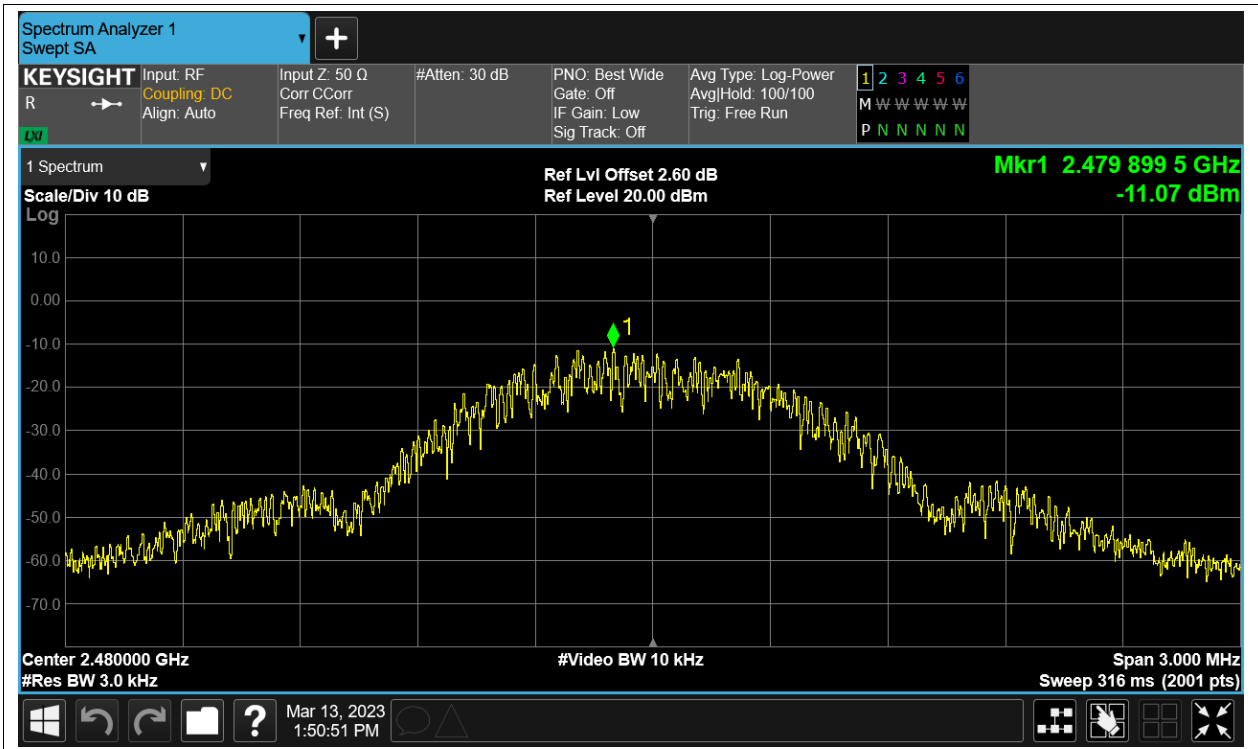 Spectrum Analyzer 1
Swept SA
KEYSIGHT
R
LXI
Input: RF
Coupling: DC
Align: Auto
Input Z: 50 Ω
Corr CCorr
Freq Ref: Int (S)
#Atten: 30 dB
PNO: Best Wide
Gate: Off
IF Gain: Low
Sig Track: Off
Avg Type: Log-Power
Avg|Hold: 100/100
Trig: Free Run
1 2 3 4 5 6
M W W W W W W
P N N N N N N
1 Spectrum
Scale/Div 10 dB
Log
Ref Lvl Offset 2.60 dB
Ref Level 20.00 dBm
Mkr1 2.479 899 5 GHz
-11.07 dBm
10.0
0.00
-10.0
-20.0
-30.0
-40.0
-50.0
-60.0
-70.0
1
Center 2.480000 GHz
#Res BW 3.0 kHz
#Video BW 10 kHz
Span 3.000 MHz
Sweep 316 ms (2001 pts)
?
Mar 13, 2023
1:50:51 PM